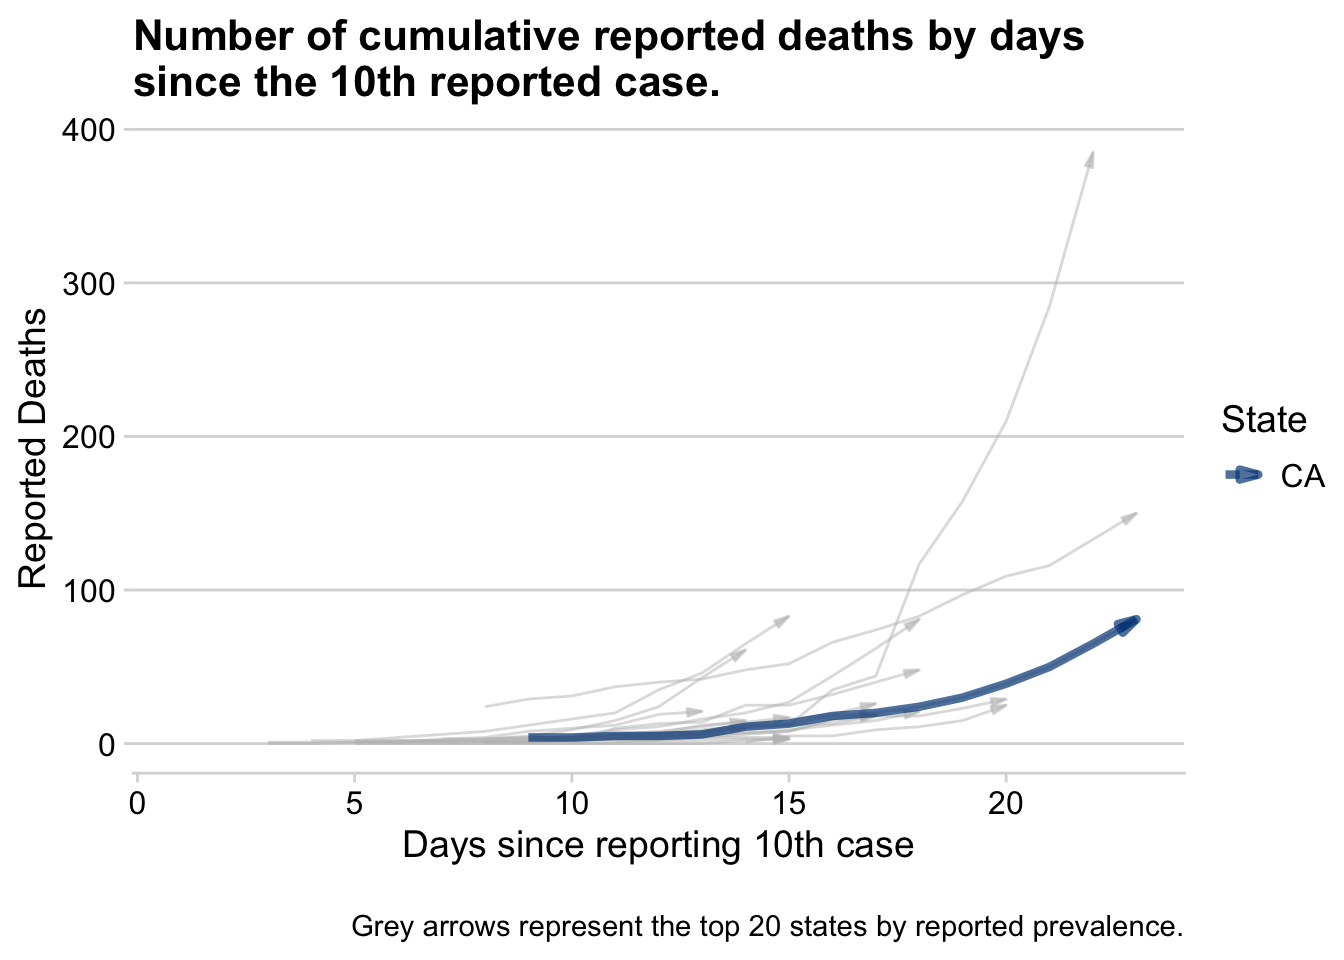 Number of cumulative reported deaths by days
since the 10th reported case.
400
300
200
100
0
Reported Deaths
0 5 10 15 20
Days since reporting 10th case
State
CA
Grey arrows represent the top 20 states by reported prevalence.